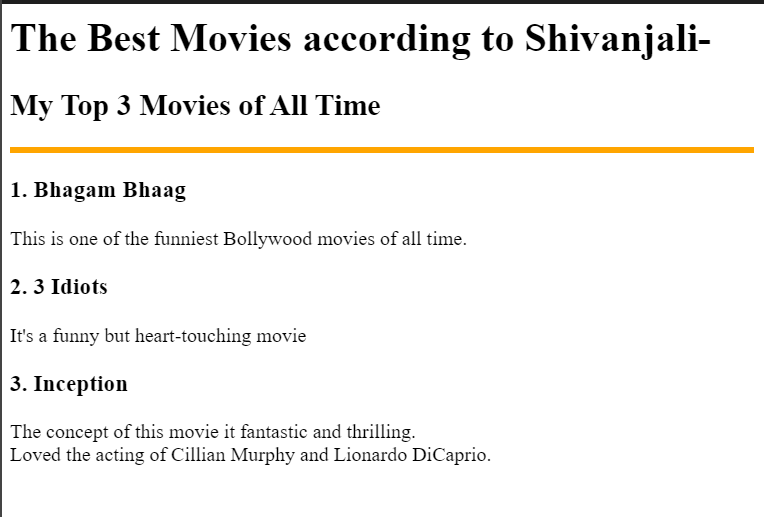 The Best Movies according to Shivanjali-
My Top 3 Movies of All Time
1. Bhagam Bhaag
This is one of the funniest Bollywood movies of all time.
2. 3 Idiots
It's a funny but heart-touching movie
3. Inception
The concept of this movie it fantastic and thrilling.
Loved the acting of Cillian Murphy and Lionardo DiCaprio.